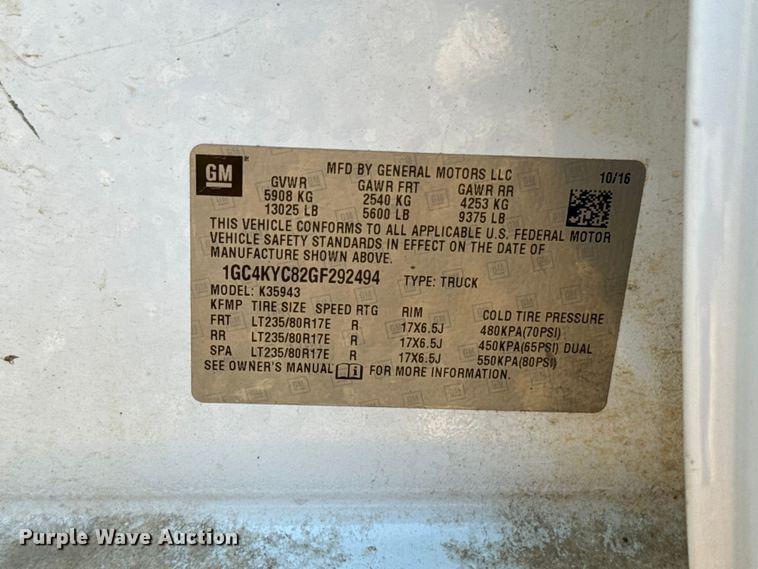 GM
MFD BY GENERAL MOTORS LLC 10/16
GVWR GAWR FRT GAWR RR
5908 KG 2540 KG 4253 KG
13025 LB 5600 LB 9375 LB
THIS VEHICLE CONFORMS TO ALL APPLICABLE U.S. FEDERAL MOTOR
VEHICLE SAFETY STANDARDS IN EFFECT ON THE DATE OF
MANUFACTURE SHOWN ABOVE.
1GC4KYC82GF292494 TYPE: TRUCK
MODEL: K35943
KFMP TIRE SIZE SPEED RTG RIM COLD TIRE PRESSURE
FRT LT235/80R17E R 17X6.5J 480KPA(70PSI)
RR LT235/80R17E R 17X6.5J 450KPA(65PSI) DUAL
SPA LT235/80R17E R 17X6.5J 550KPA(80PSI)
SEE OWNER'S MANUAL FOR MORE INFORMATION.
Purple Wave Auction